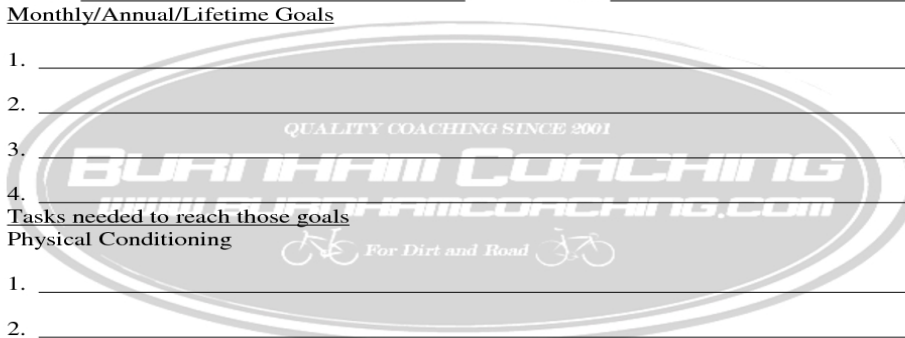 Monthly/Annual/Lifetime Goals
1.
2.
QUALITY COACHING SINCE 2001
3.
BURNHAM COACHING
4.
WWW.BURNHAMCOACHING.COM
Tasks needed to reach those goals
Physical Conditioning
For Dirt and Road
1.
2.